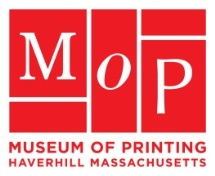 MoP
MUSEUM OF PRINTING
HAVERHILL MASSACHUSETTS